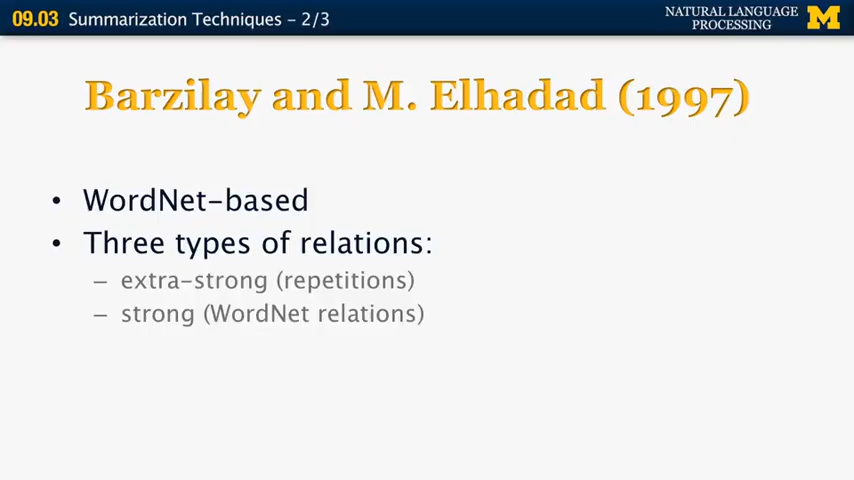 09.03 Summarization Techniques – 2/3
NATURAL LANGUAGE
PROCESSING
M
Barzilay and M. Elhadad (1997)
• WordNet-based
• Three types of relations:
– extra-strong (repetitions)
– strong (WordNet relations)